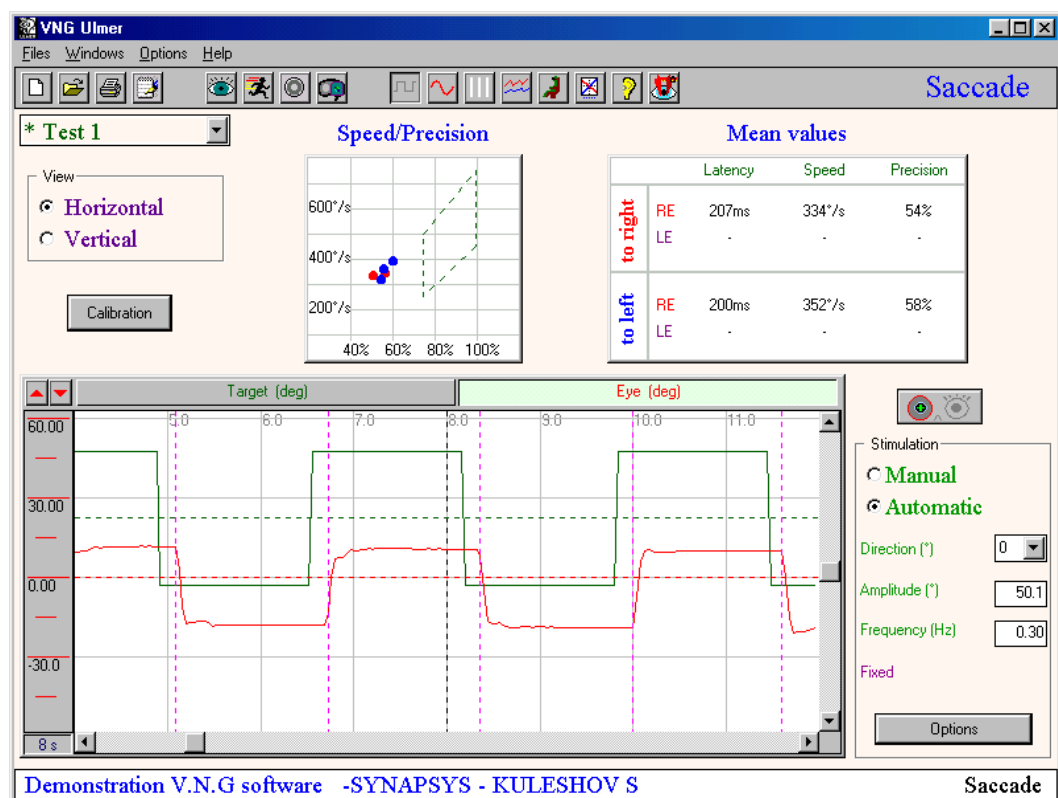 VNG Ulmer
Files Windows Options Help
Saccade
* Test 1
Speed/Precision
Mean values
View
Horizontal
Vertical
Calibration
600°/s
400°/s
200°/s
40% 60% 80% 100%
Latency Speed Precision
to right
RE 207ms 334°/s 54%
LE - - -
to left
RE 200ms 352°/s 58%
LE - - -
Target (deg) Eye (deg)
5.0 6.0 7.0 8.0 9.0 10.0 11.0
60.00
30.00
0.00
-30.0
8 s
Stimulation
Manual
Automatic
Direction (°) 0
Amplitude (°) 50.1
Frequency (Hz) 0.30
Fixed
Options
Demonstration V.N.G software -SYNAPSYS - KULESHOV S Saccade